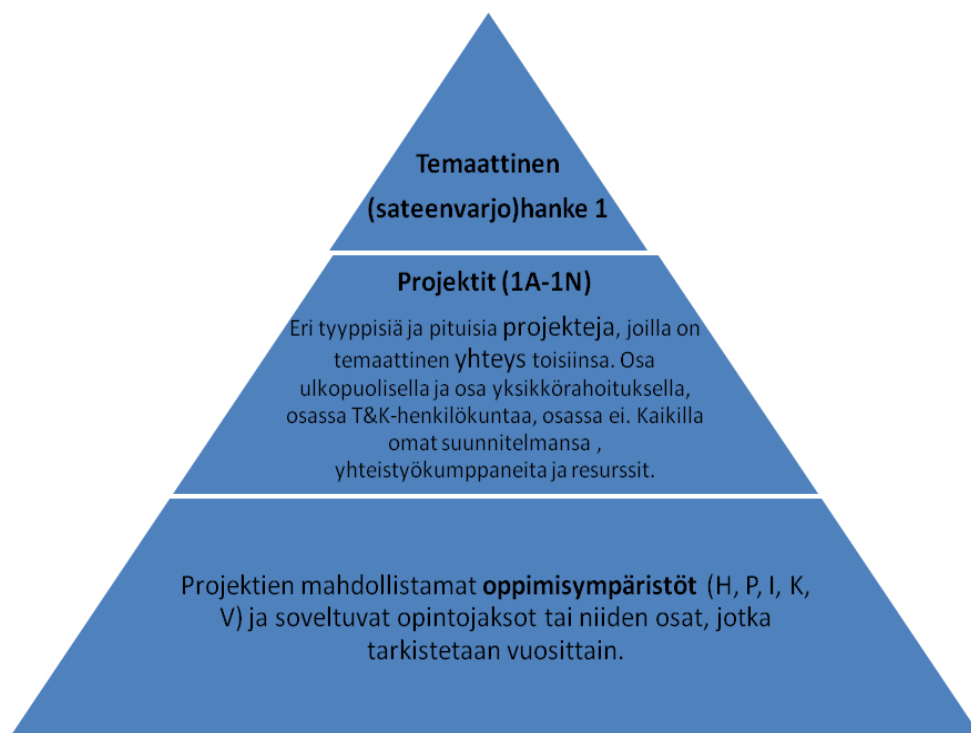 Temaattinen
(sateenvarjo)hanke 1
Projektit (1A-1N)
Eri tyyppisiä ja pituisia projekteja, joilla on
temaattinen yhteys toisiinsa. Osa
ulkopuolisella ja osa yksikkörahoituksella,
osassa T&K-henkilökuntaa, osassa ei. Kaikilla
omat suunnitelmansa ,
yhteistyökumppaneita ja resurssit.
Projektien mahdollistamat oppimisympäristöt (H, P, I, K,
V) ja soveltuvat opintojaksot tai niiden osat, jotka
tarkistetaan vuosittain.